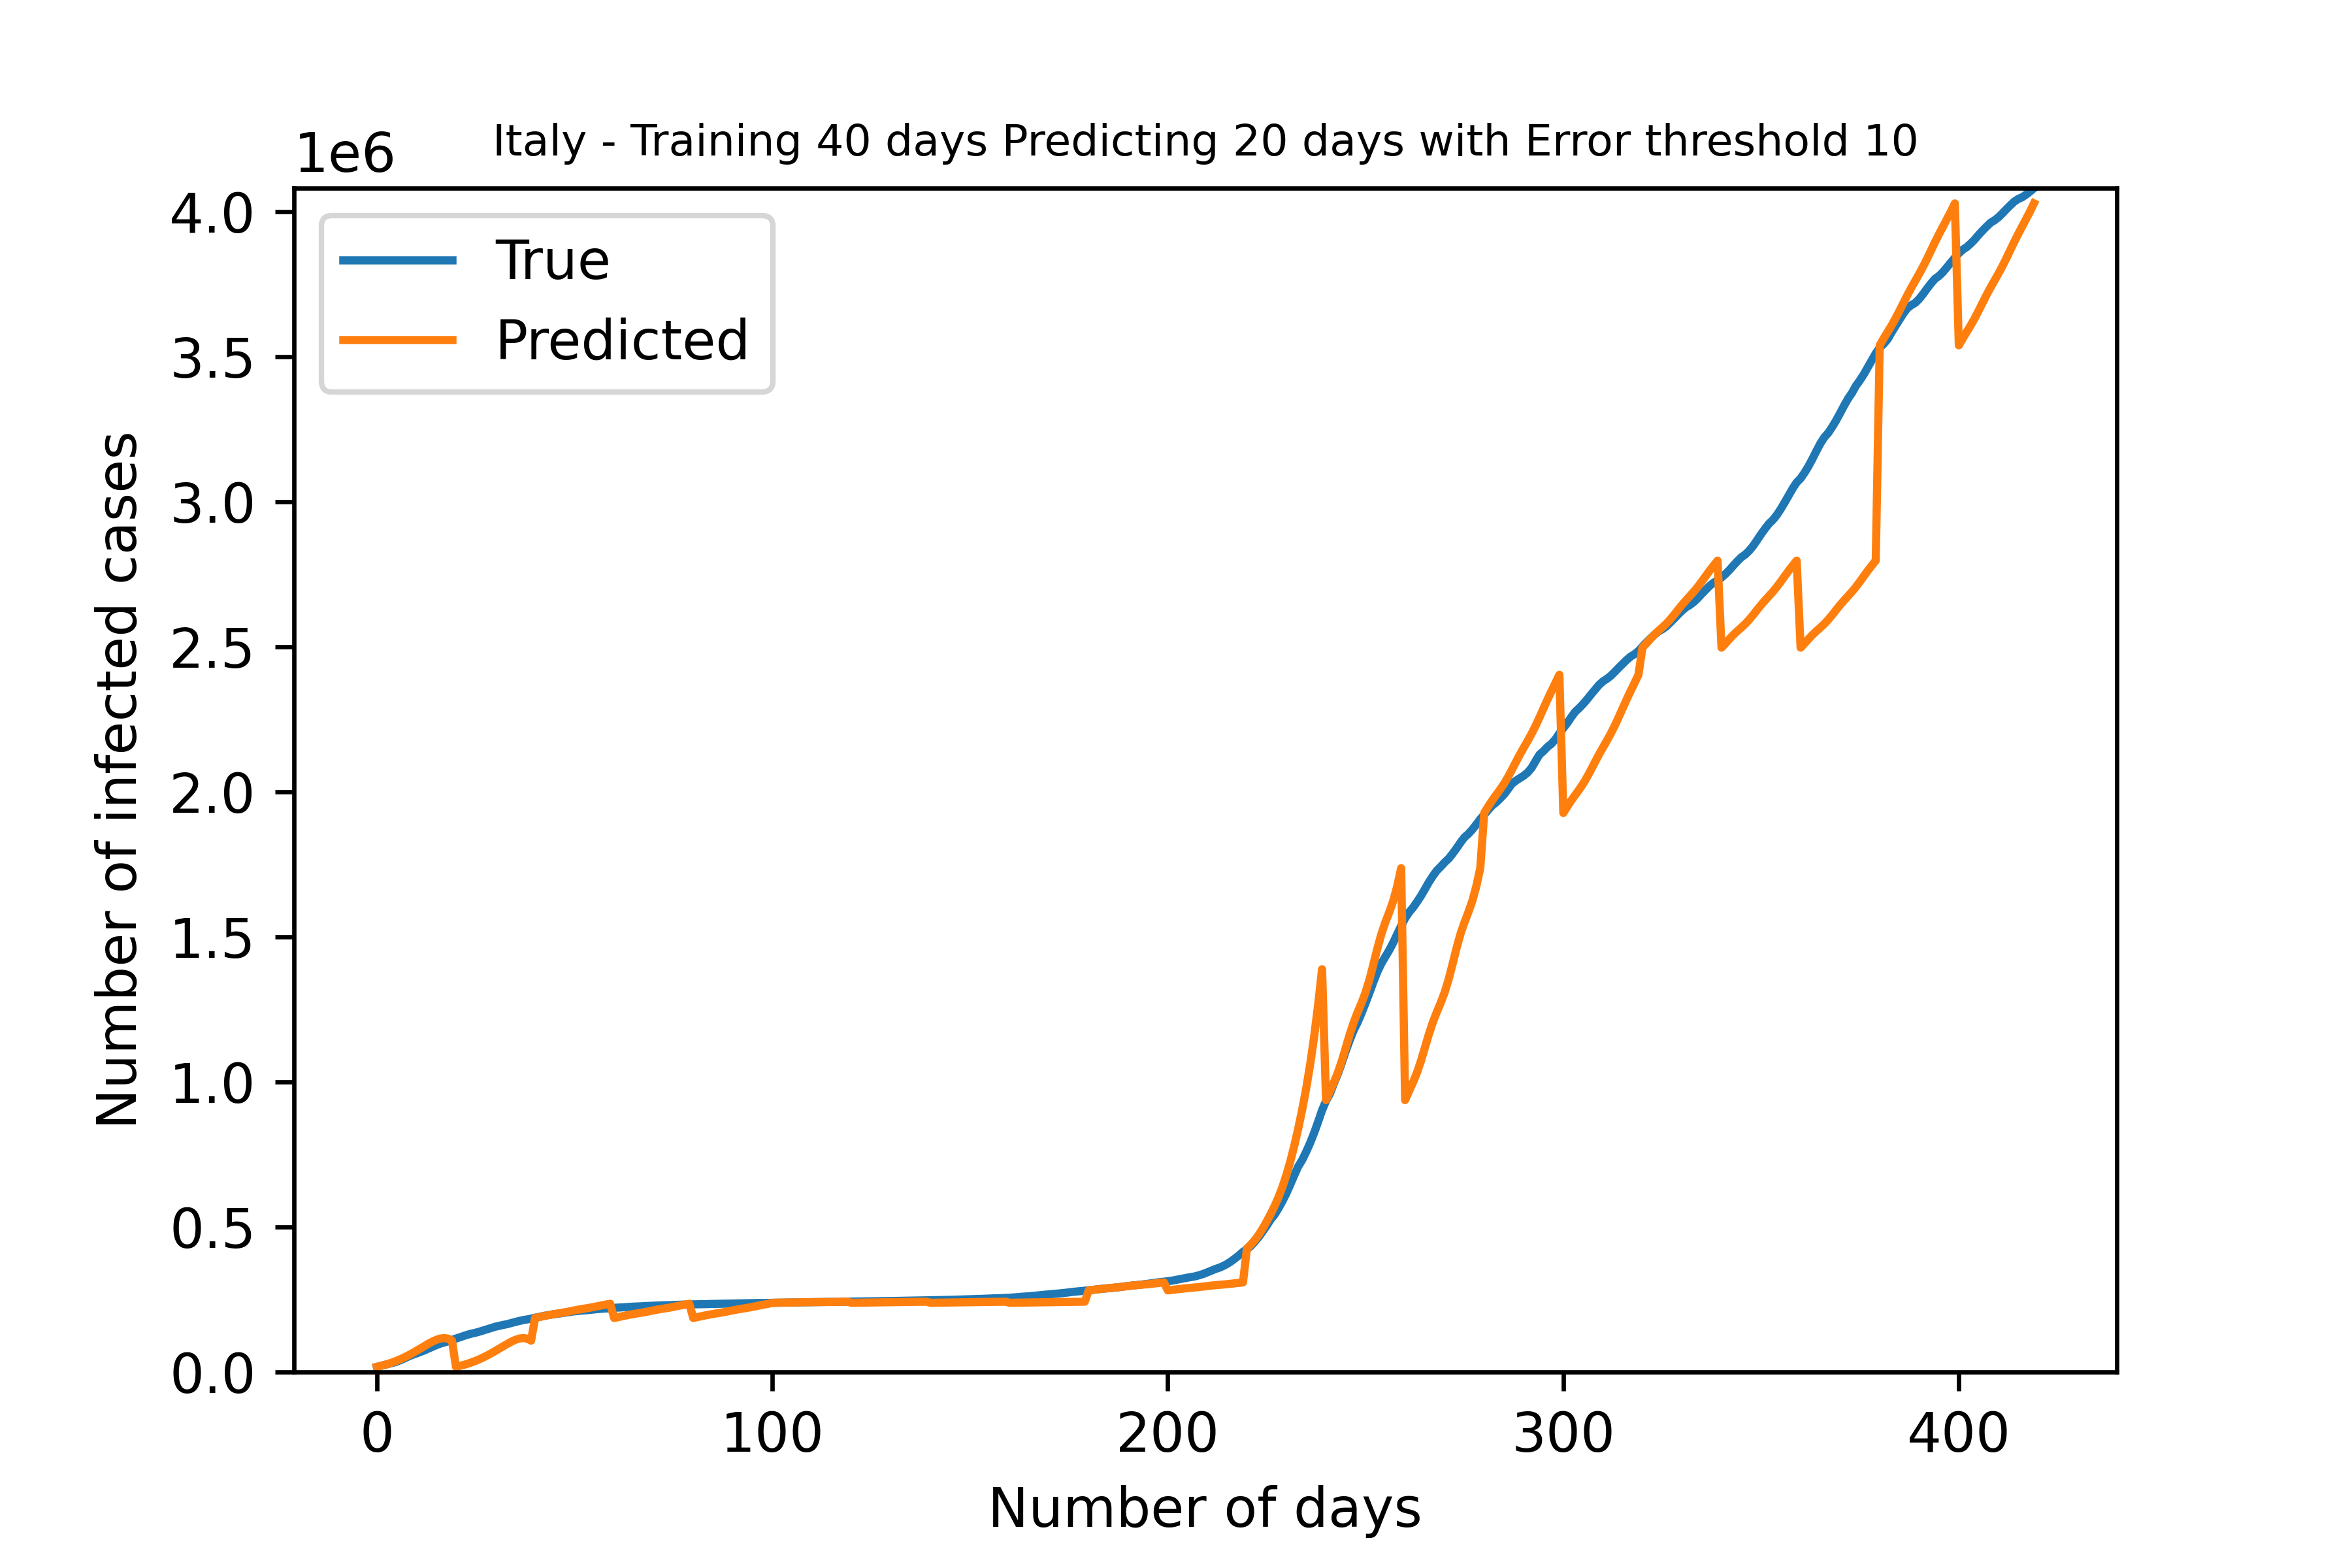 Italy - Training 40 days Predicting 20 days with Error threshold 10
1e6
True
Predicted
4.0
3.5
3.0
2.5
2.0
1.5
1.0
0.5
0.0
Number of infected cases
0 100 200 300 400
Number of days